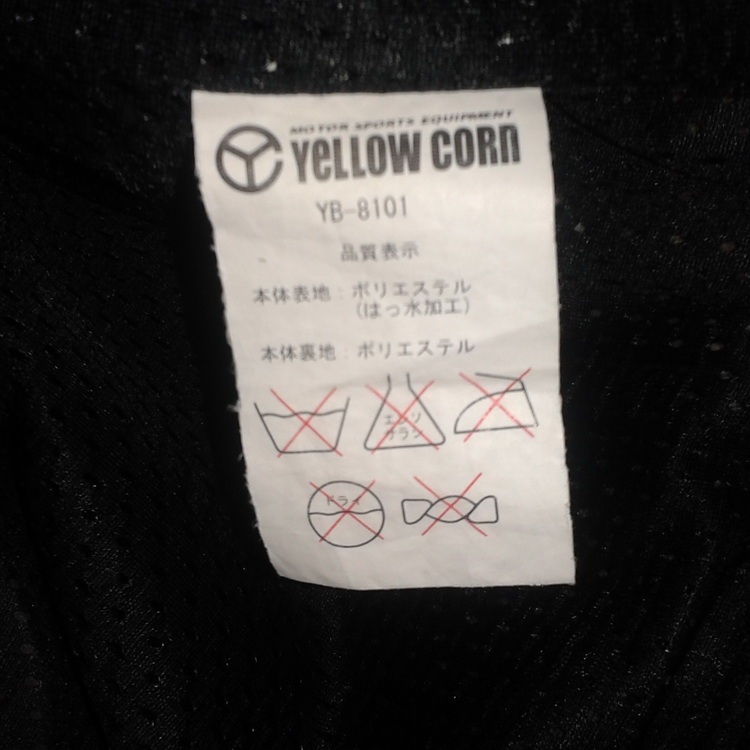 MOTOR SPORTS EQUIPMENT
YELLOW CORN
YB-8101
品質表示
本体表地：ポリエステル
(はっ水加工)
本体裏地：ポリエステル
エンソ
サラシ
ドライ